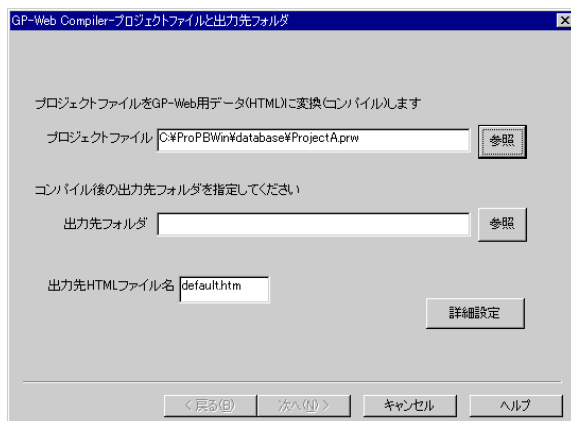 GP-Web Compiler-プロジェクトファイルと出力先フォルダ
プロジェクトファイルをGP-Web用データ(HTML)に変換(コンパイル)します
プロジェクトファイル C:¥ProPBWin¥database¥ProjectA.prw 参照
コンパイル後の出力先フォルダを指定してください
出力先フォルダ 参照
出力先HTMLファイル名 default.htm
詳細設定
< 戻る(B) 次へ(N) > キャンセル ヘルプ